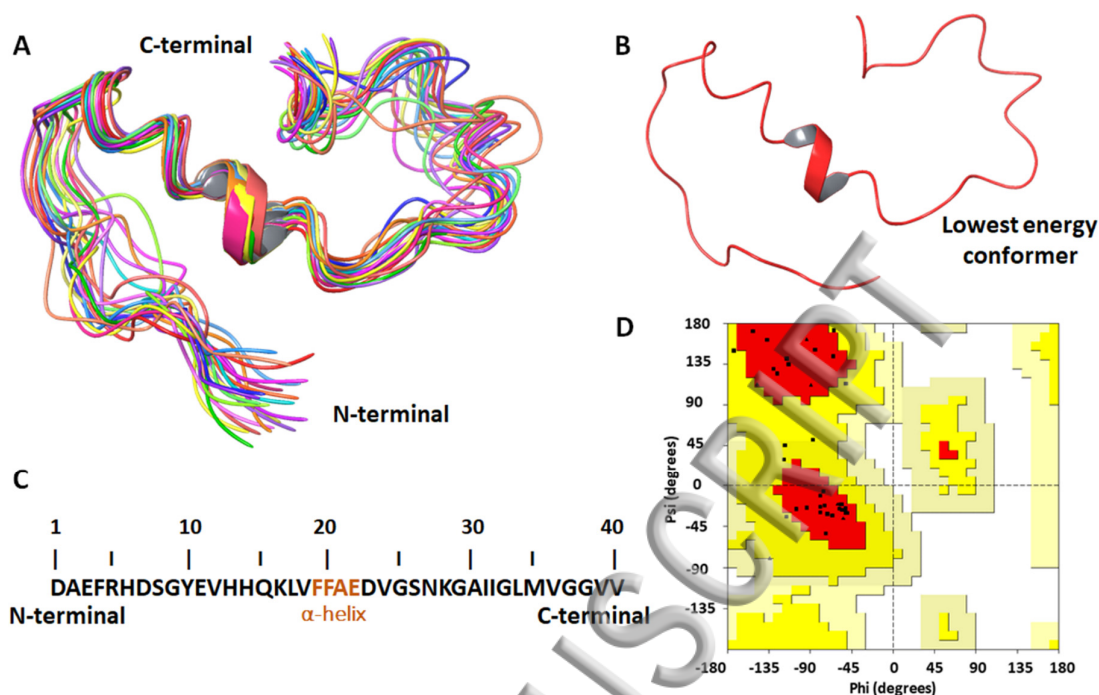 A
C-terminal
N-terminal
B
Lowest energy
conformer
C
1 10 20 30 40
DAEFRHDSGYEVHHQKLVFFAEDVGSNKGAIIGLMVGGVV
N-terminal
α-helix
C-terminal
D
180
135
90
45
0
-45
-90
-135
-180 -135 -90 -45 0 45 90 135 180
Psi (degrees)
Phi (degrees)
USCRIPT